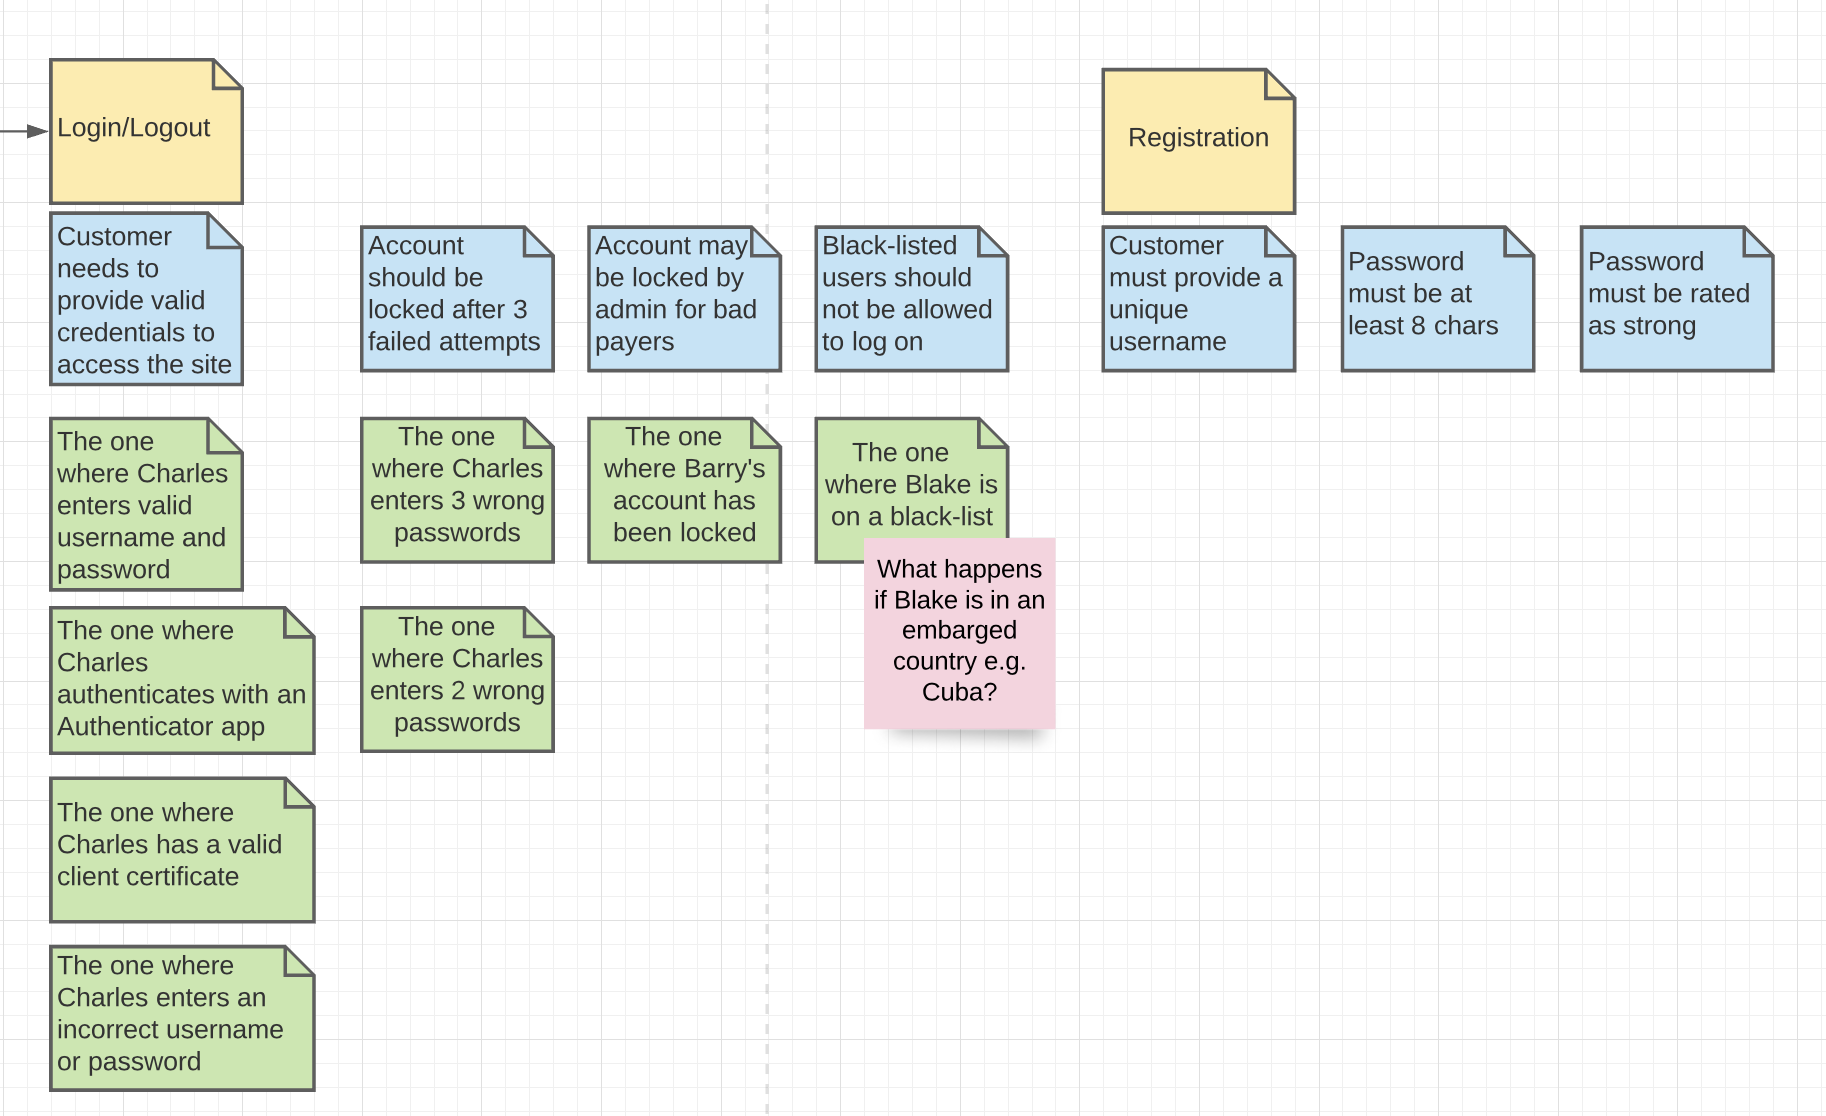 Login/Logout
Registration
Customer
needs to
provide valid
credentials to
access the site
Account
should be
locked after 3
failed attempts
Account may
be locked by
admin for bad
payers
Black-listed
users should
not be allowed
to log on
Customer
must provide a
unique
username
Password
must be at
least 8 chars
Password
must be rated
as strong
The one
where Charles
enters valid
username and
password
The one
where Charles
enters 3 wrong
passwords
The one
where Barry's
account has
been locked
The one
where Blake is
on a black-list
What happens
if Blake is in an
embarged
country e.g.
Cuba?
The one where
Charles
authenticates with an
Authenticator app
The one
where Charles
enters 2 wrong
passwords
The one where
Charles has a valid
client certificate
The one where
Charles enters an
incorrect username
or password